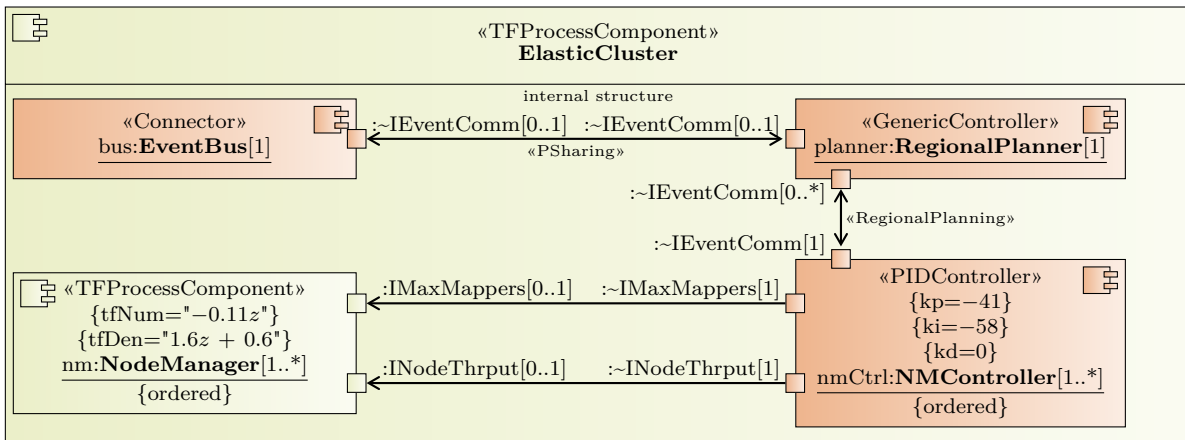 «TFProcessComponent»
ElasticCluster
internal structure
«Connector»
bus:EventBus[1]
:~IEventComm[0..1]
:~IEventComm[0..1]
«PSharing»
«GenericController»
planner:RegionalPlanner[1]
:~IEventComm[0..*]
«RegionalPlanning»
:~IEventComm[1]
«TFProcessComponent»
{tfNum="−0.11z"}
{tfDen="1.6z + 0.6"}
nm:NodeManager[1..*]
{ordered}
:IMaxMappers[0..1]
:~IMaxMappers[1]
:INodeThrput[0..1]
:~INodeThrput[1]
«PIDController»
{kp=−41}
{ki=−58}
{kd=0}
nmCtrl:NMController[1..*]
{ordered}